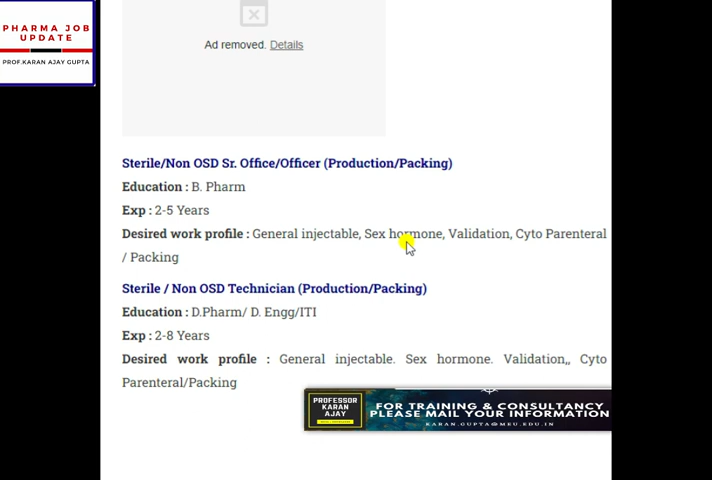 PHARMA JOB
UPDATE
PROF.KARAN AJAY GUPTA
Ad removed. Details
Sterile/Non OSD Sr. Office/Officer (Production/Packing)
Education : B. Pharm
Exp : 2-5 Years
Desired work profile : General injectable, Sex hormone, Validation, Cyto Parenteral
/ Packing
Sterile / Non OSD Technician (Production/Packing)
Education : D.Pharm/ D. Engg/ITI
Exp : 2-8 Years
Desired work profile : General injectable. Sex hormone. Validation,, Cyto
Parenteral/Packing
PROFESSOR
KARAN
AJAY
FOR TRAINING & CONSULTANCY
PLEASE MAIL YOUR INFORMATION
KARAN.GUPTA@MEU.EDU.IN